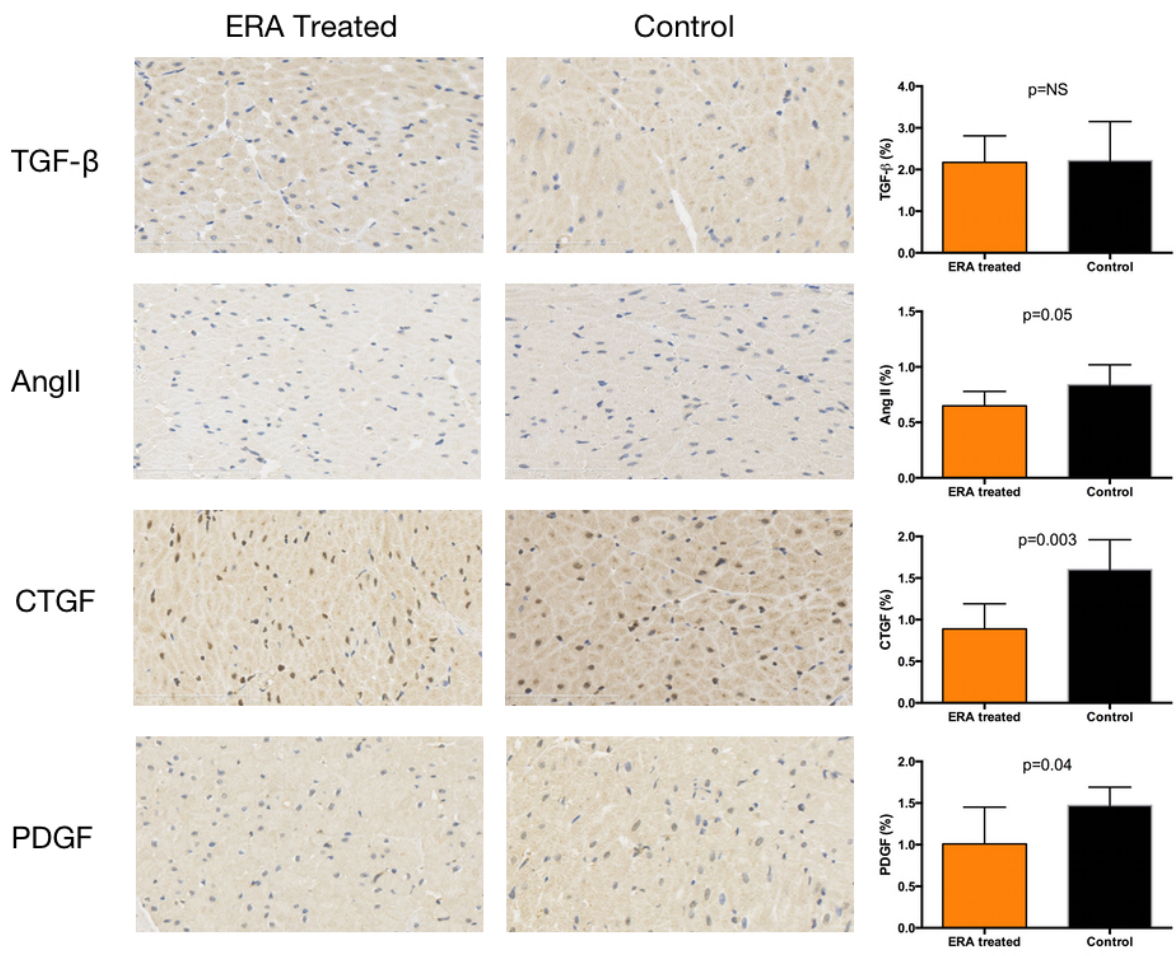 ERA Treated Control
TGF-β
p=NS
4.0
3.0
2.0
1.0
0.0
TGF-β (%)
ERA treated Control
AngII
p=0.05
1.5
1.0
0.5
0.0
Ang II (%)
ERA treated Control
CTGF
p=0.003
2.0
1.5
1.0
0.5
0.0
CTGF (%)
ERA treated Control
PDGF
p=0.04
2.0
1.5
1.0
0.5
0.0
PDGF (%)
ERA treated Control